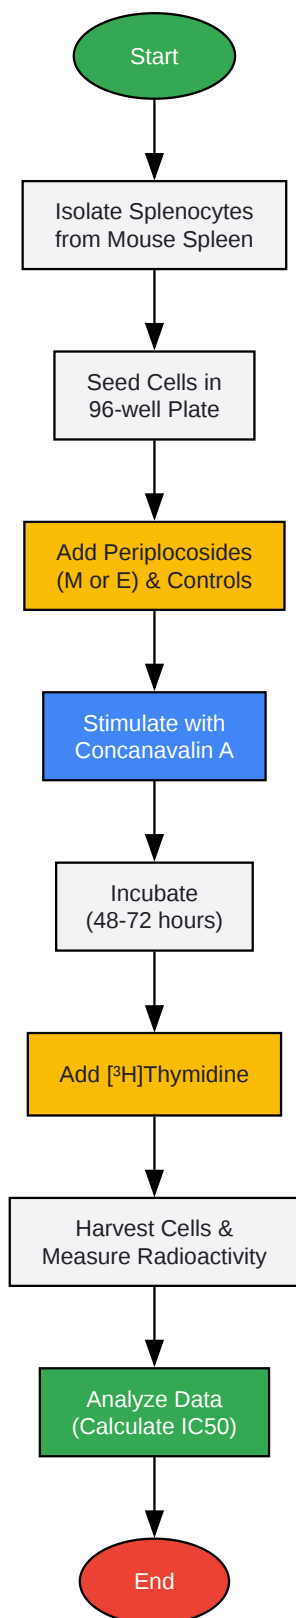 Start
Isolate Splenocytes
from Mouse Spleen
Seed Cells in
96-well Plate
Add Periplocosides
(M or E) & Controls
Stimulate with
Concanavalin A
Incubate
(48-72 hours)
Add [³H]Thymidine
Harvest Cells &
Measure Radioactivity
Analyze Data
(Calculate IC50)
End